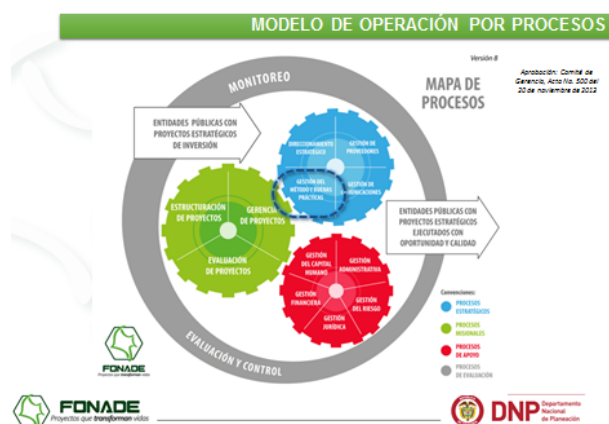 MODELO DE OPERACIÓN POR PROCESOS
Versión 8
Aprobación: Comité de
Gerencia, Acta No. 500 del
20 de noviembre de 2013
MAPA DE
PROCESOS
MONITOREO
ENTIDADES PÚBLICAS CON
PROYECTOS ESTRATÉGICOS
DE INVERSIÓN
DIRECCIONAMIENTO
ESTRATÉGICO
GESTIÓN DE
PROVEEDORES
GESTIÓN DEL
MÉTODO Y BUENAS
PRÁCTICAS
GESTIÓN DE
COMUNICACIONES
ESTRUCTURACIÓN
DE PROYECTOS
GERENCIA
DE PROYECTOS
EVALUACIÓN
DE PROYECTOS
ENTIDADES PÚBLICAS CON
PROYECTOS ESTRATÉGICOS
EJECUTADOS CON
OPORTUNIDAD Y CALIDAD
GESTIÓN
DEL CAPITAL
HUMANO
GESTIÓN
ADMINISTRATIVA
GESTIÓN
FINANCIERA
GESTIÓN
DEL RIESGO
GESTIÓN
JURÍDICA
EVALUACIÓN Y CONTROL
Convenciones:
PROCESOS
ESTRATÉGICOS
PROCESOS
MISIONALES
PROCESOS
DE APOYO
PROCESOS
DE EVALUACIÓN
FONADE
Proyectos que transforman vidas
FONADE
Proyectos que transforman vidas
DNP
Departamento
Nacional
de Planeación